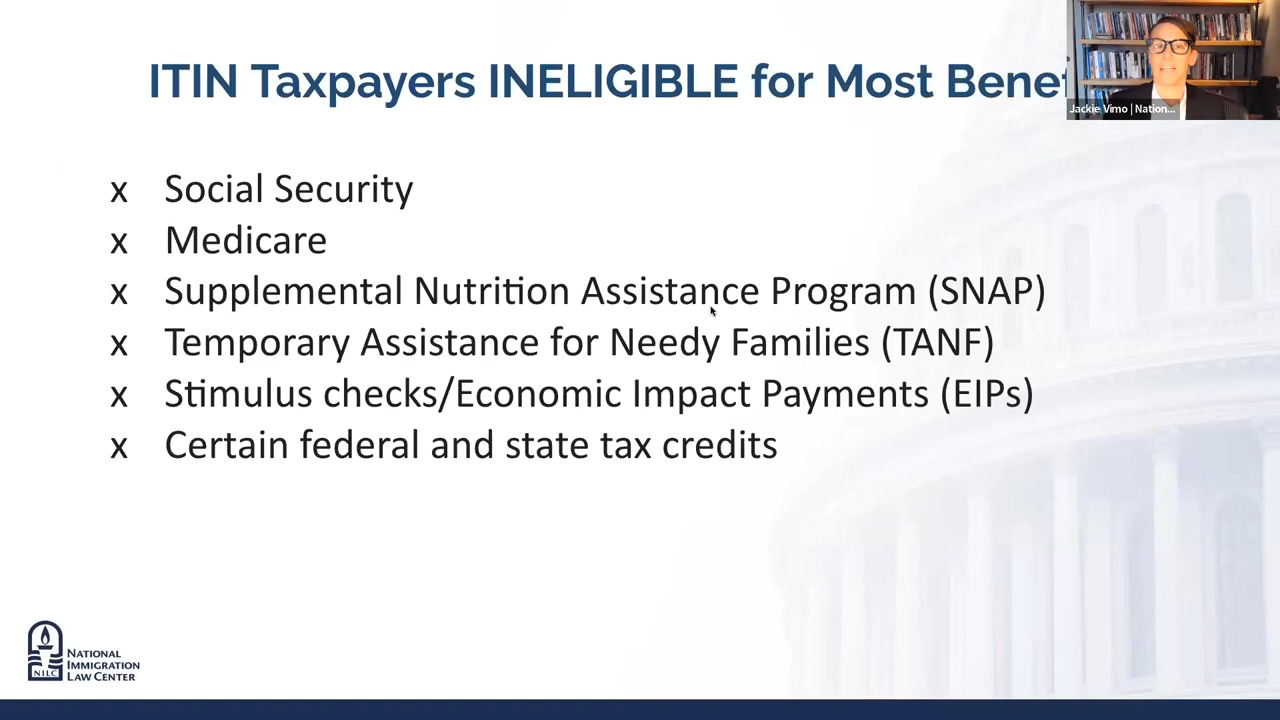 ITIN Taxpayers INELIGIBLE for Most Bene
Jackie Vimo | Nation...
x Social Security
x Medicare
x Supplemental Nutrition Assistance Program (SNAP)
x Temporary Assistance for Needy Families (TANF)
x Stimulus checks/Economic Impact Payments (EIPs)
x Certain federal and state tax credits
NILC
NATIONAL
IMMIGRATION
LAW CENTER